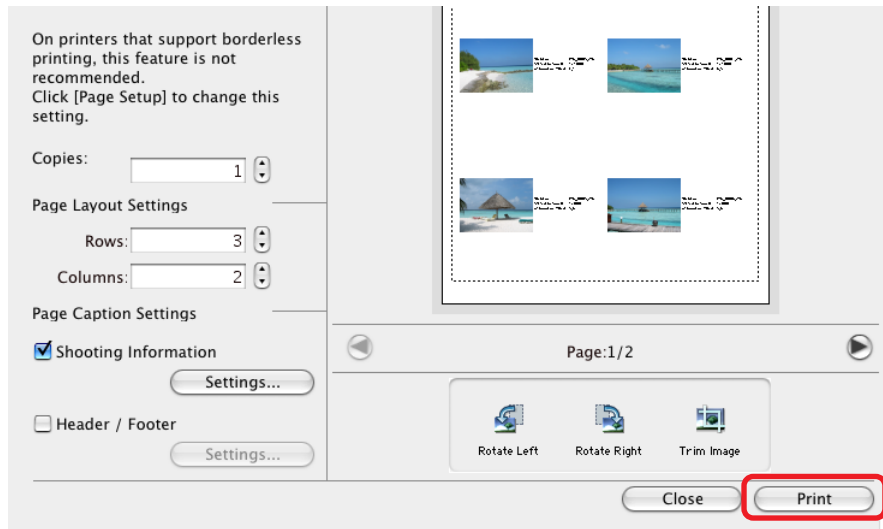 On printers that support borderless
printing, this feature is not
recommended.
Click [Page Setup] to change this
setting.
Copies:
1
Page Layout Settings
Rows:
3
Columns:
2
Page Caption Settings
Shooting Information
Settings...
Header / Footer
Settings...
Page:1/2
Rotate Left
Rotate Right
Trim Image
Close
Print